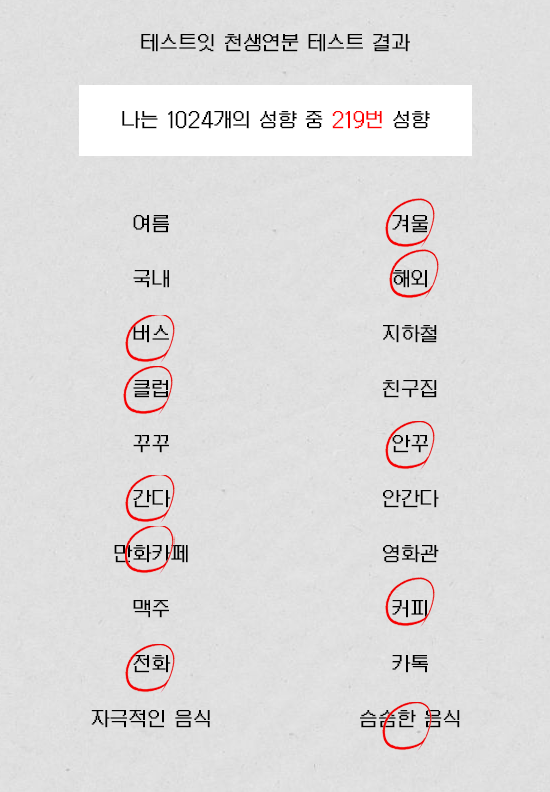 테스트잇 천생연분 테스트 결과
나는 1024개의 성향 중 219번 성향
여름 겨울
국내 해외
버스 지하철
클럽 친구집
꾸꾸 안꾸
간다 안간다
만화카페 영화관
맥주 커피
전화 카톡
자극적인 음식 슴슴한 음식